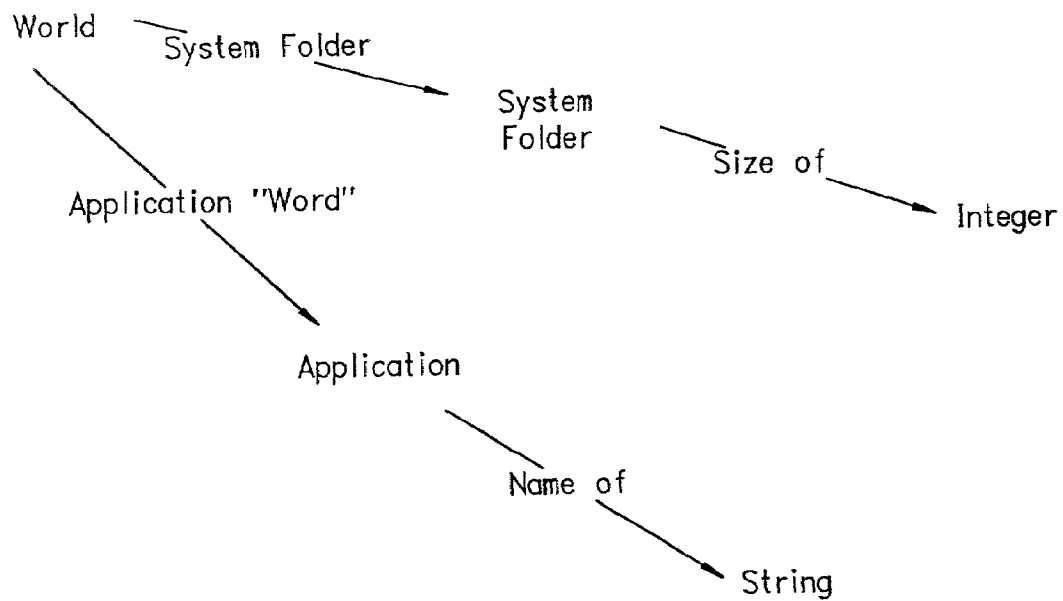 World
System Folder
System
Folder
Size of
Integer
Application "Word"
Application
Name of
String